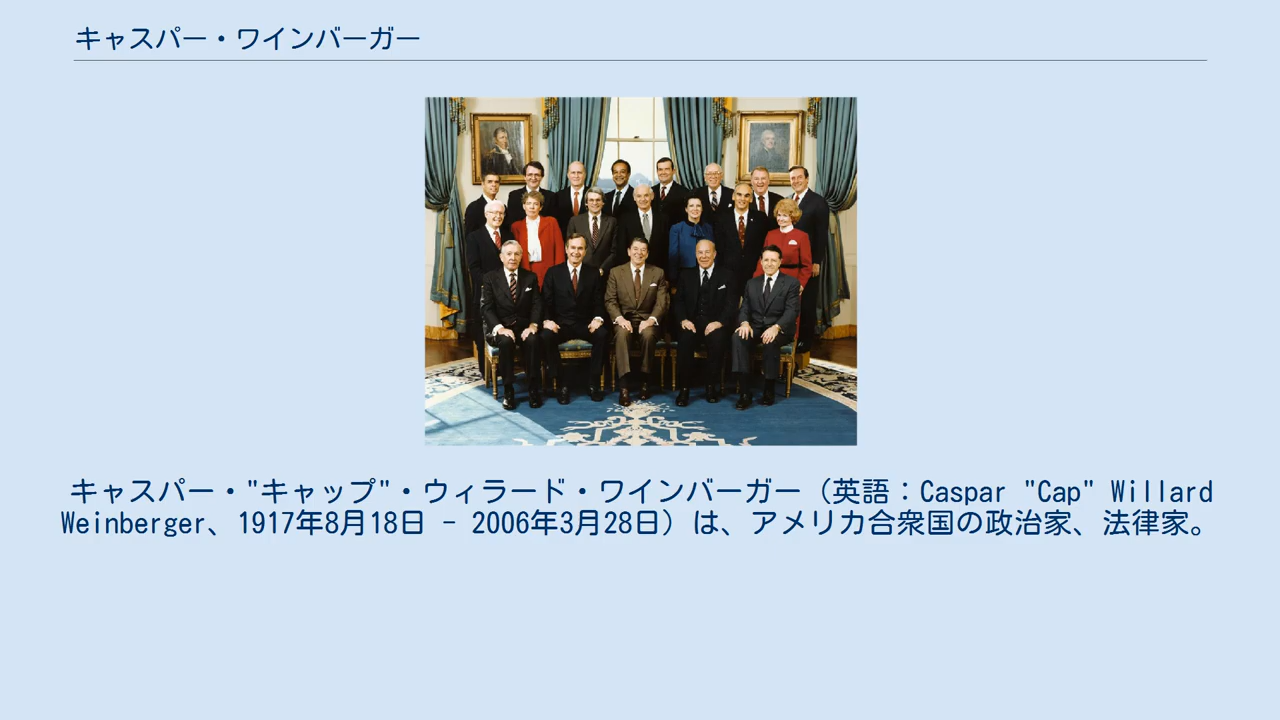 キャスパー・ワインバーガー
キャスパー・"キャップ"・ウィラード・ワインバーガー（英語：Caspar "Cap" Willard
Weinberger、1917年8月18日 - 2006年3月28日）は、アメリカ合衆国の政治家、法律家。